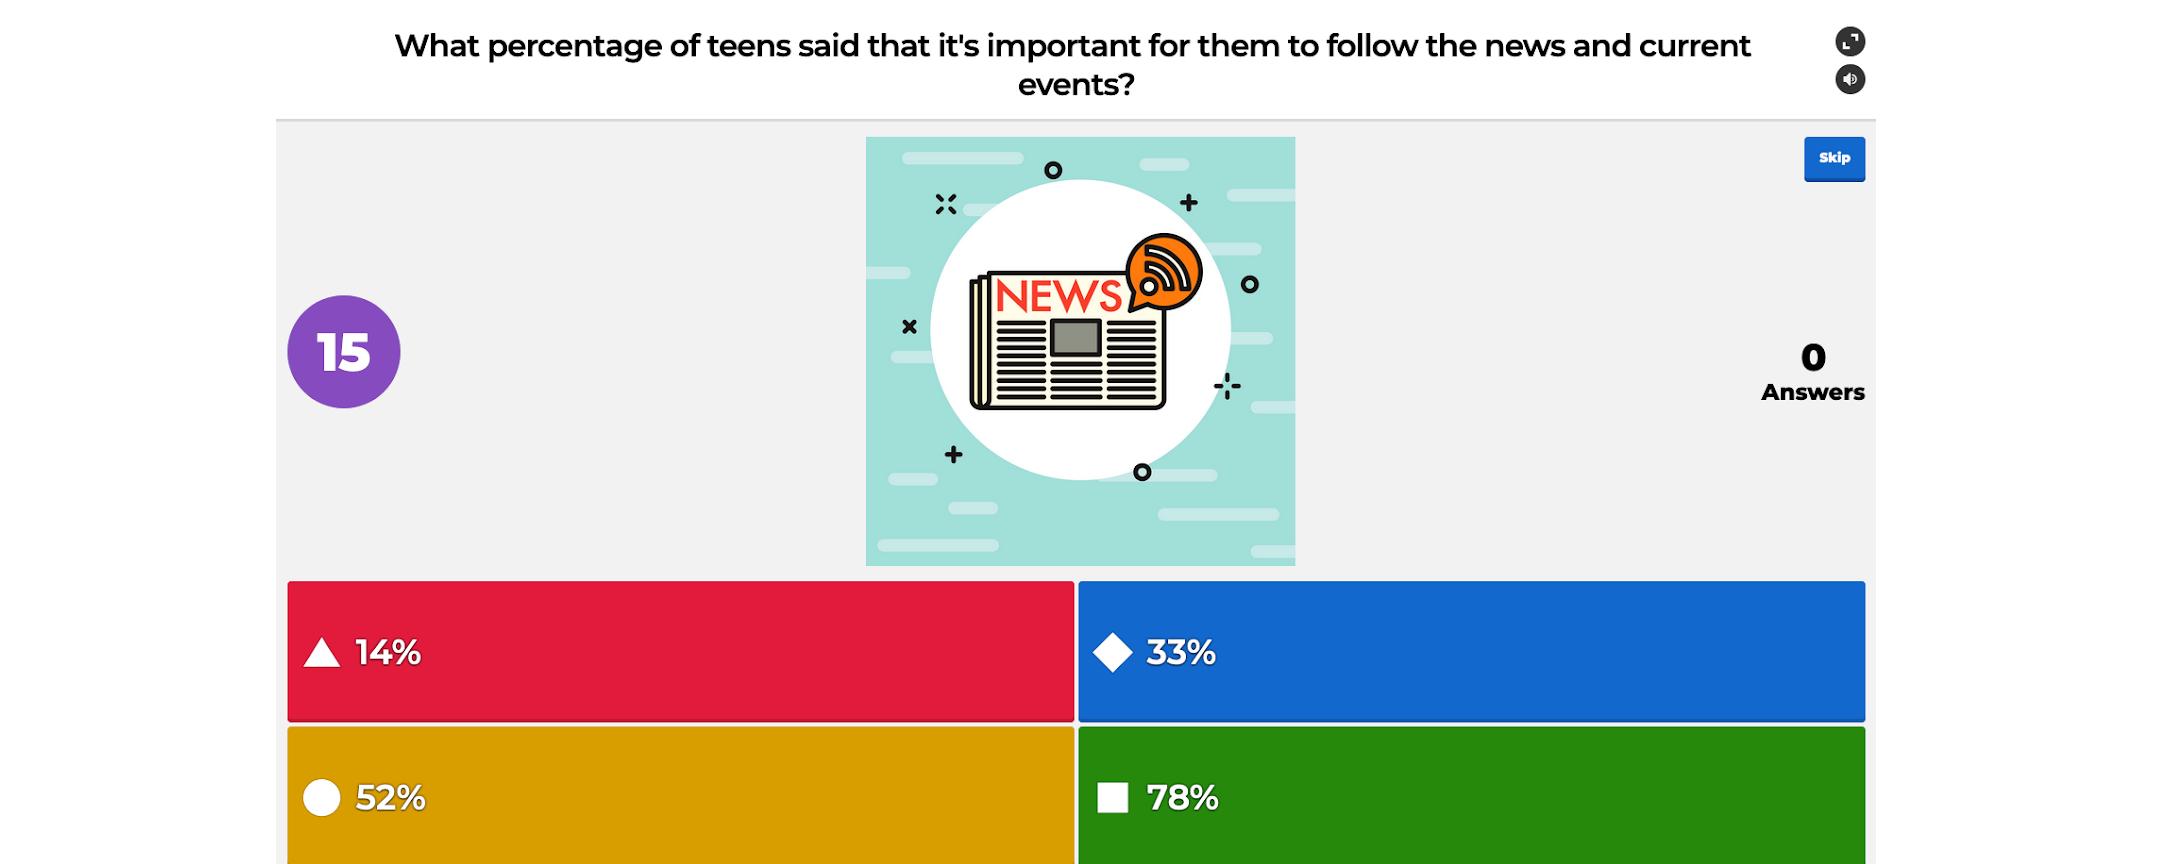 What percentage of teens said that it's important for them to follow the news and current
events?
Skip
NEWS
15
0
Answers
14%
33%
52%
78%